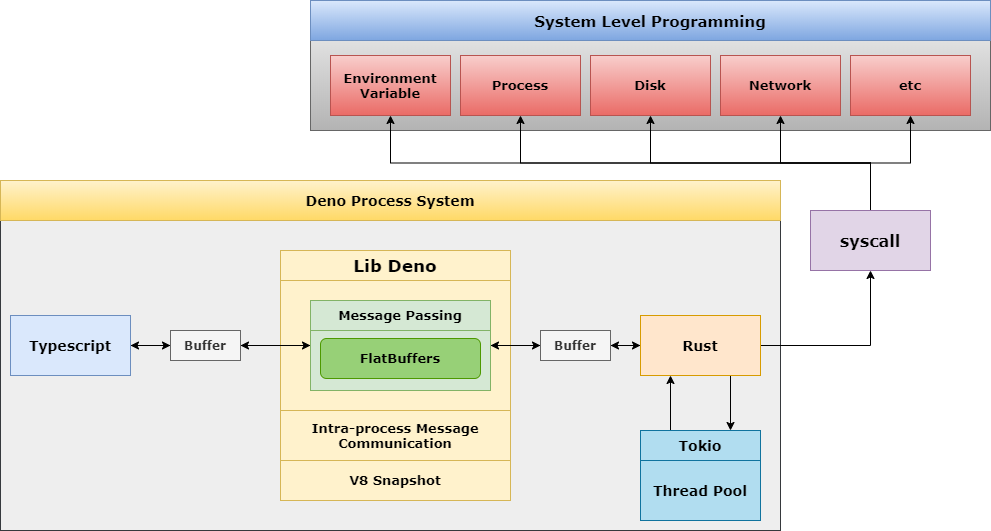 System Level Programming
Environment
Variable
Process
Disk
Network
etc
Deno Process System
syscall
Lib Deno
Message Passing
FlatBuffers
Typescript
Buffer
Buffer
Rust
Intra-process Message
Communication
V8 Snapshot
Tokio
Thread Pool